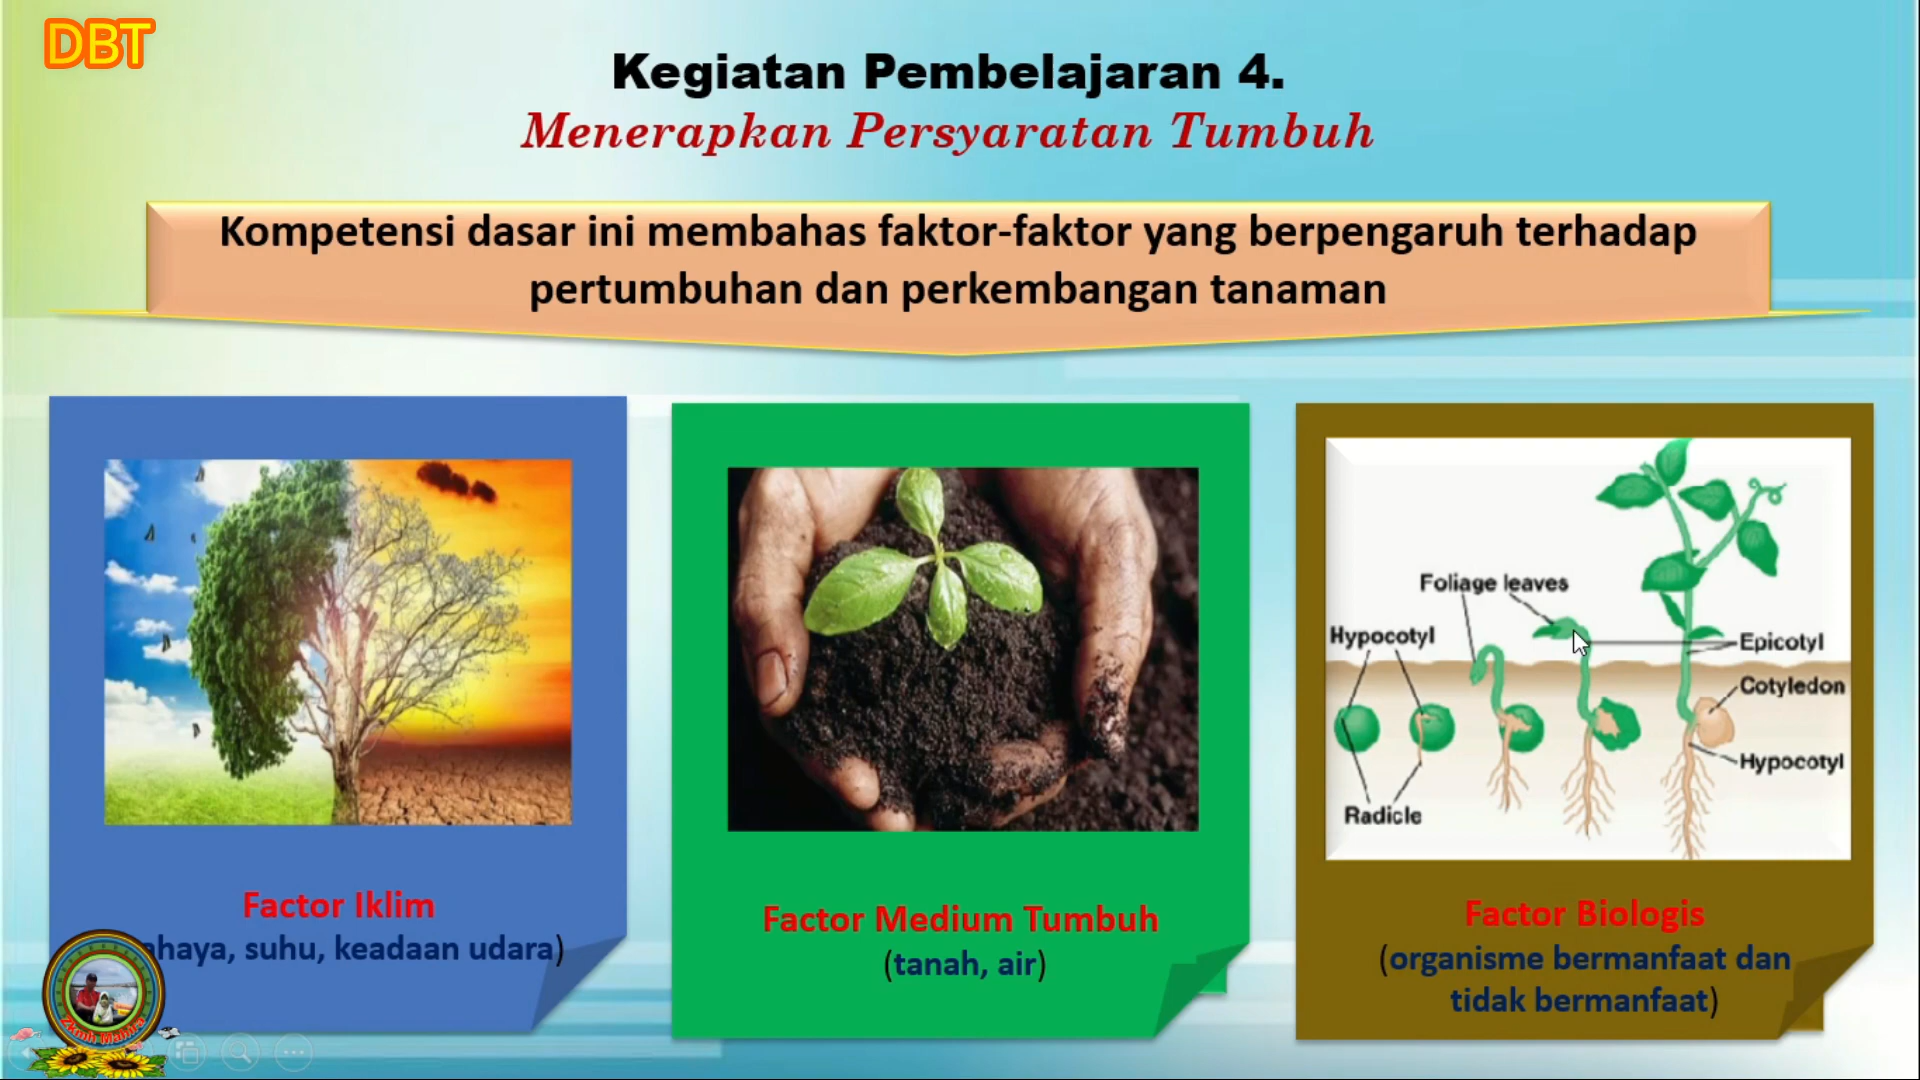 DBT
Kegiatan Pembelajaran 4.
Menerapkan Persyaratan Tumbuh
Kompetensi dasar ini membahas faktor-faktor yang berpengaruh terhadap
pertumbuhan dan perkembangan tanaman
Factor Iklim
suhu, keadaan udara)
Factor Medium Tumbuh
(tanah, air)
Foliage leaves
Hypocotyl
Epicotyl
Cotyledon
Hypocotyl
Radicle
Factor Biologis
(organisme bermanfaat dan
tidak bermanfaat)